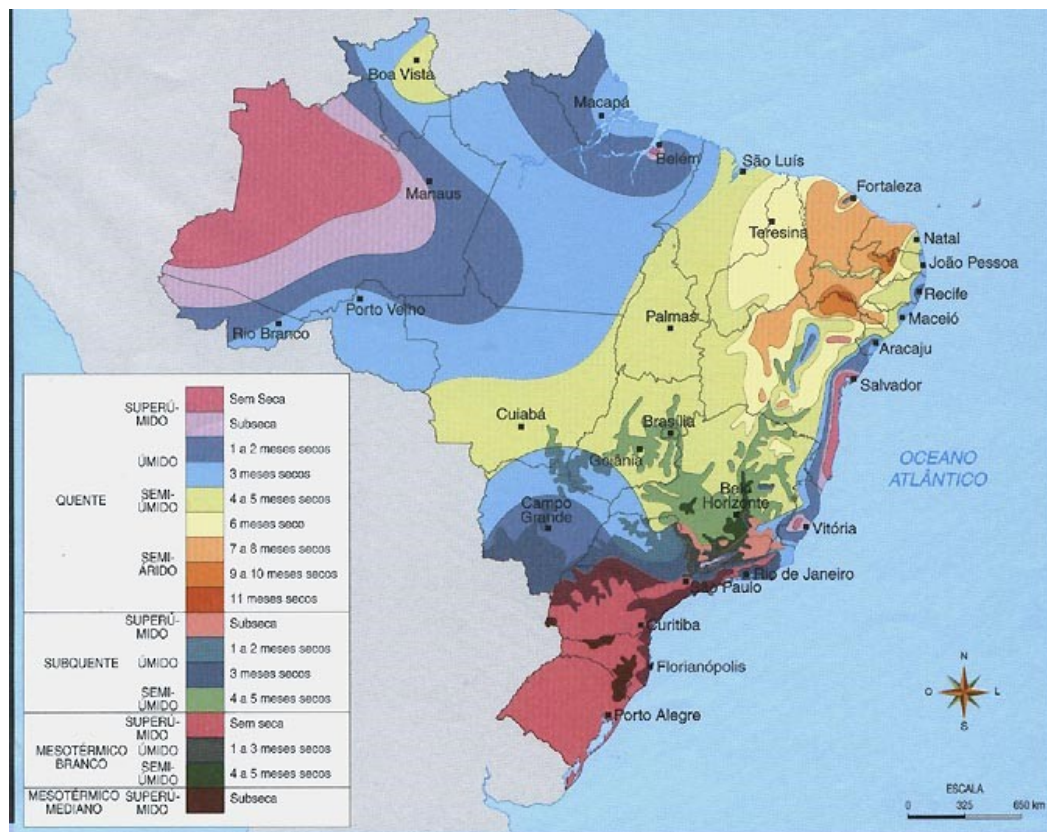 Boa Vista
Macapá
Belém
São Luís
Manaus
Fortaleza
Teresina
Natal
João Pessoa
Porto Velho
Recife
Palmas
Rio Branco
Maceió
Aracaju
Salvador
Cuiabá
Brasília
Goiânia
OCEANO
ATLÂNTICO
Belo
Horizonte
Campo
Grande
Vitória
Rio de Janeiro
São Paulo
Curitiba
Florianópolis
Porto Alegre
N
O
L
S
ESCALA
0 325 650 km
QUENTE
SUPERÚ-
MIDO
Sem Seca
Subseca
ÚMIDO
1 a 2 meses secos
3 meses secos
SEMI-
ÚMIDO
4 a 5 meses secos
6 meses seco
SEMI-
ÁRIDO
7 a 8 meses secos
9 a 10 meses secos
11 meses secos
SUBQUENTE
SUPERÚ-
MIDO
Subseca
ÚMIDO
1 a 2 meses secos
3 meses secos
SEMI-
ÚMIDO
4 a 5 meses secos
MESOTÉRMICO
BRANCO
SUPERÚ-
MIDO
Sem seca
ÚMIDO
1 a 3 meses secos
SEMI-
ÚMIDO
4 a 5 meses secos
MESOTÉRMICO
MEDIANO
SUPERÚ-
MIDO
Subseca